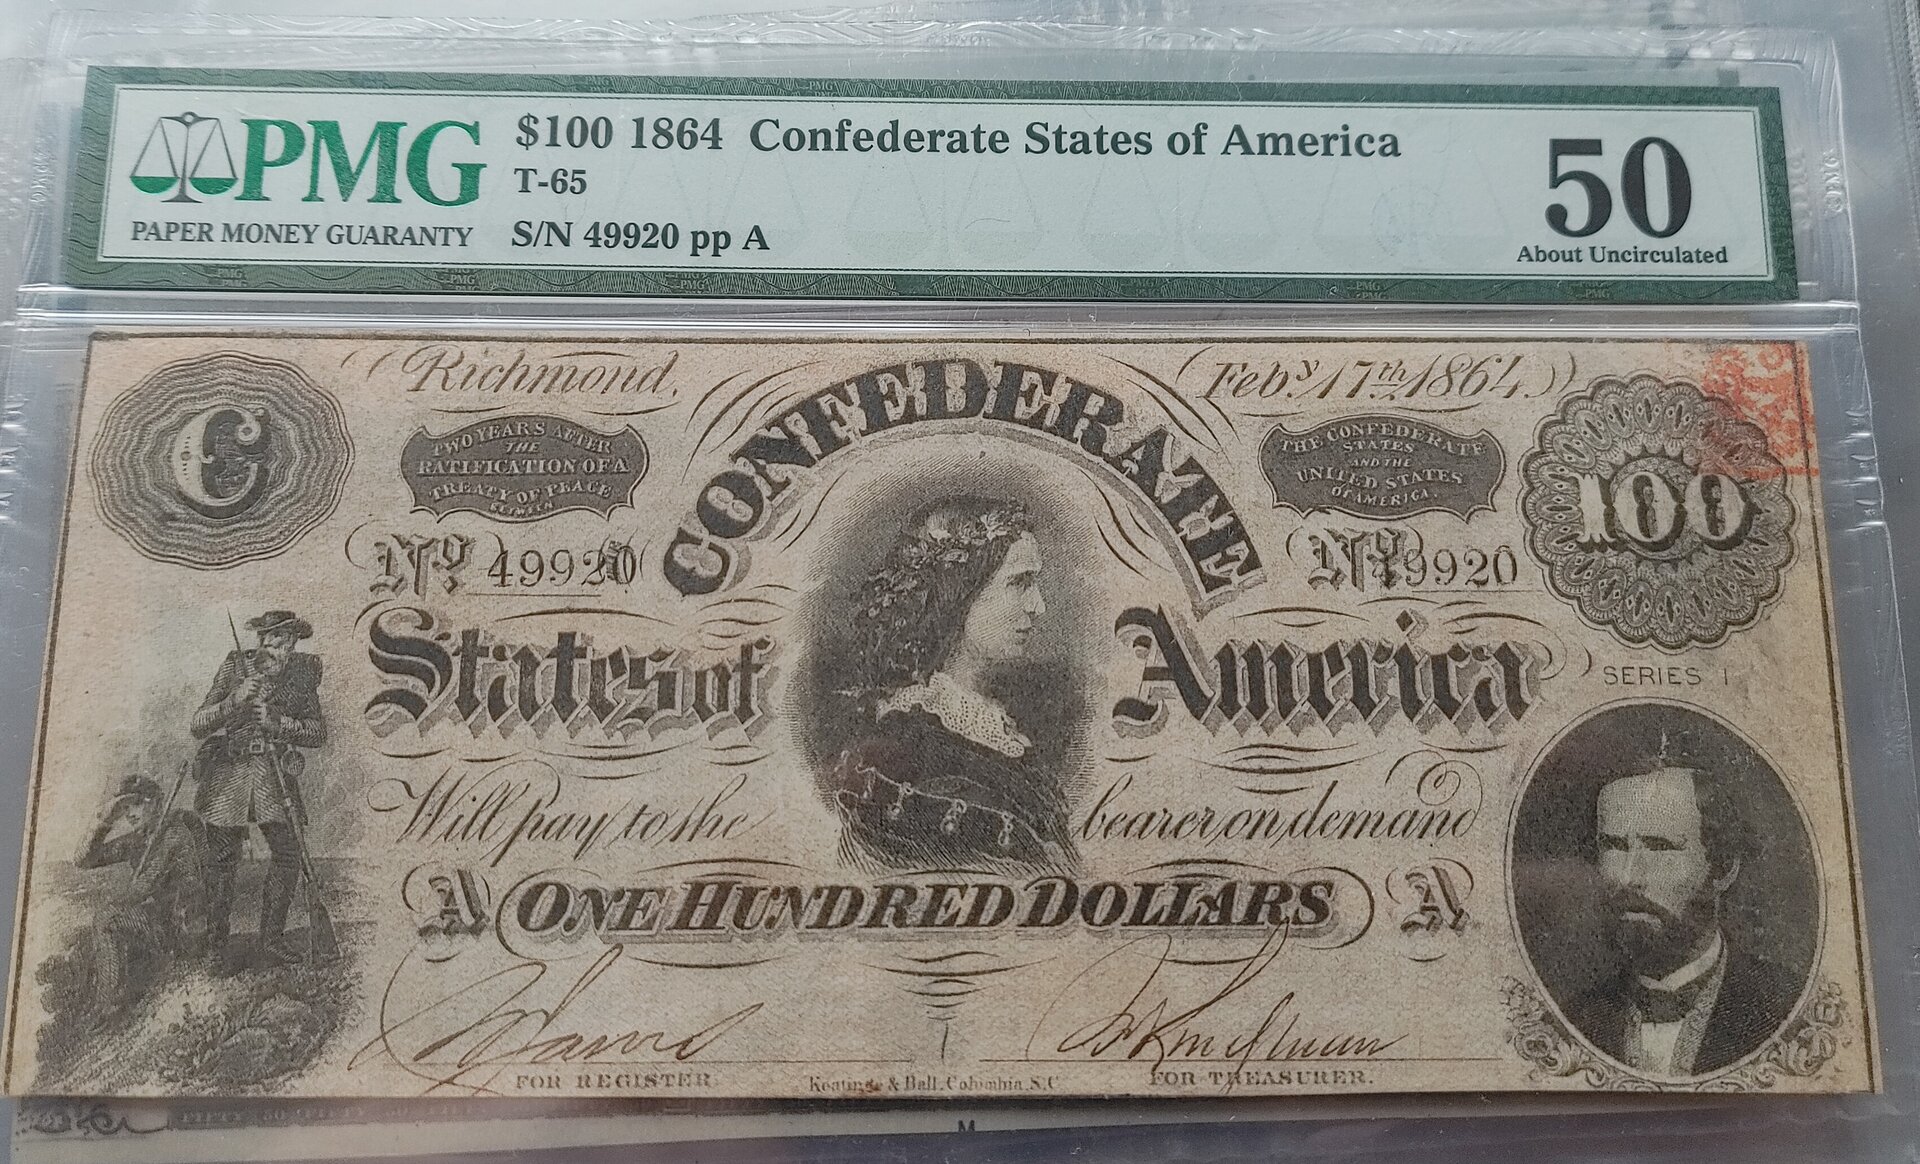 PMG
PAPER MONEY GUARANTY
$100 1864 Confederate States of America
T-65
S/N 49920 pp A
50
About Uncirculated
C
Richmond,
Feb.y 17th 1864.
TWO YEARS AFTER
THE
RATIFICATION OF A
TREATY OF PEACE
BETWEEN
CONFEDERATE
THE CONFEDERATE
STATES
AND THE
UNITED STATES
OF AMERICA.
100
No. 49920
No. 49920
States of America
SERIES 1
Will pay to the bearer on demand
A ONE HUNDRED DOLLARS A
FOR REGISTER.
Keatinge & Ball, Columbia, S.C.
FOR TREASURER.
M